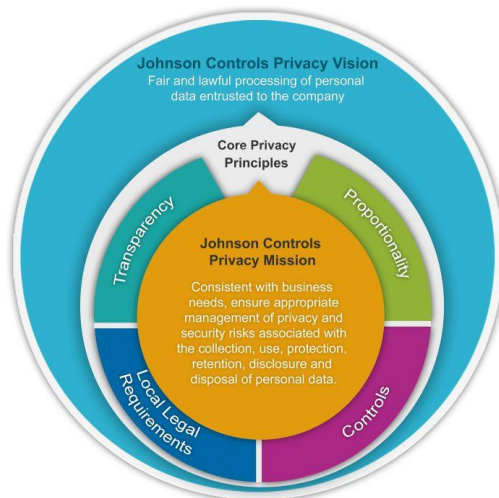 Johnson Controls Privacy Vision
Fair and lawful processing of personal
data entrusted to the company
Core Privacy
Principles
Transparency
Proportionality
Johnson Controls
Privacy Mission
Consistent with business
needs, ensure appropriate
management of privacy and
security risks associated with
the collection, use, protection,
retention, disclosure and
disposal of personal data.
Local Legal
Requirements
Controls